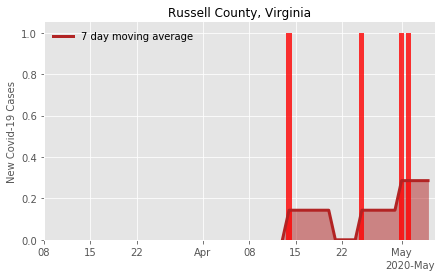 Russell County, Virginia
7 day moving average
New Covid-19 Cases
1.0
0.8
0.6
0.4
0.2
0.0
08 15 22 Apr 08 15 22 May
2020-May